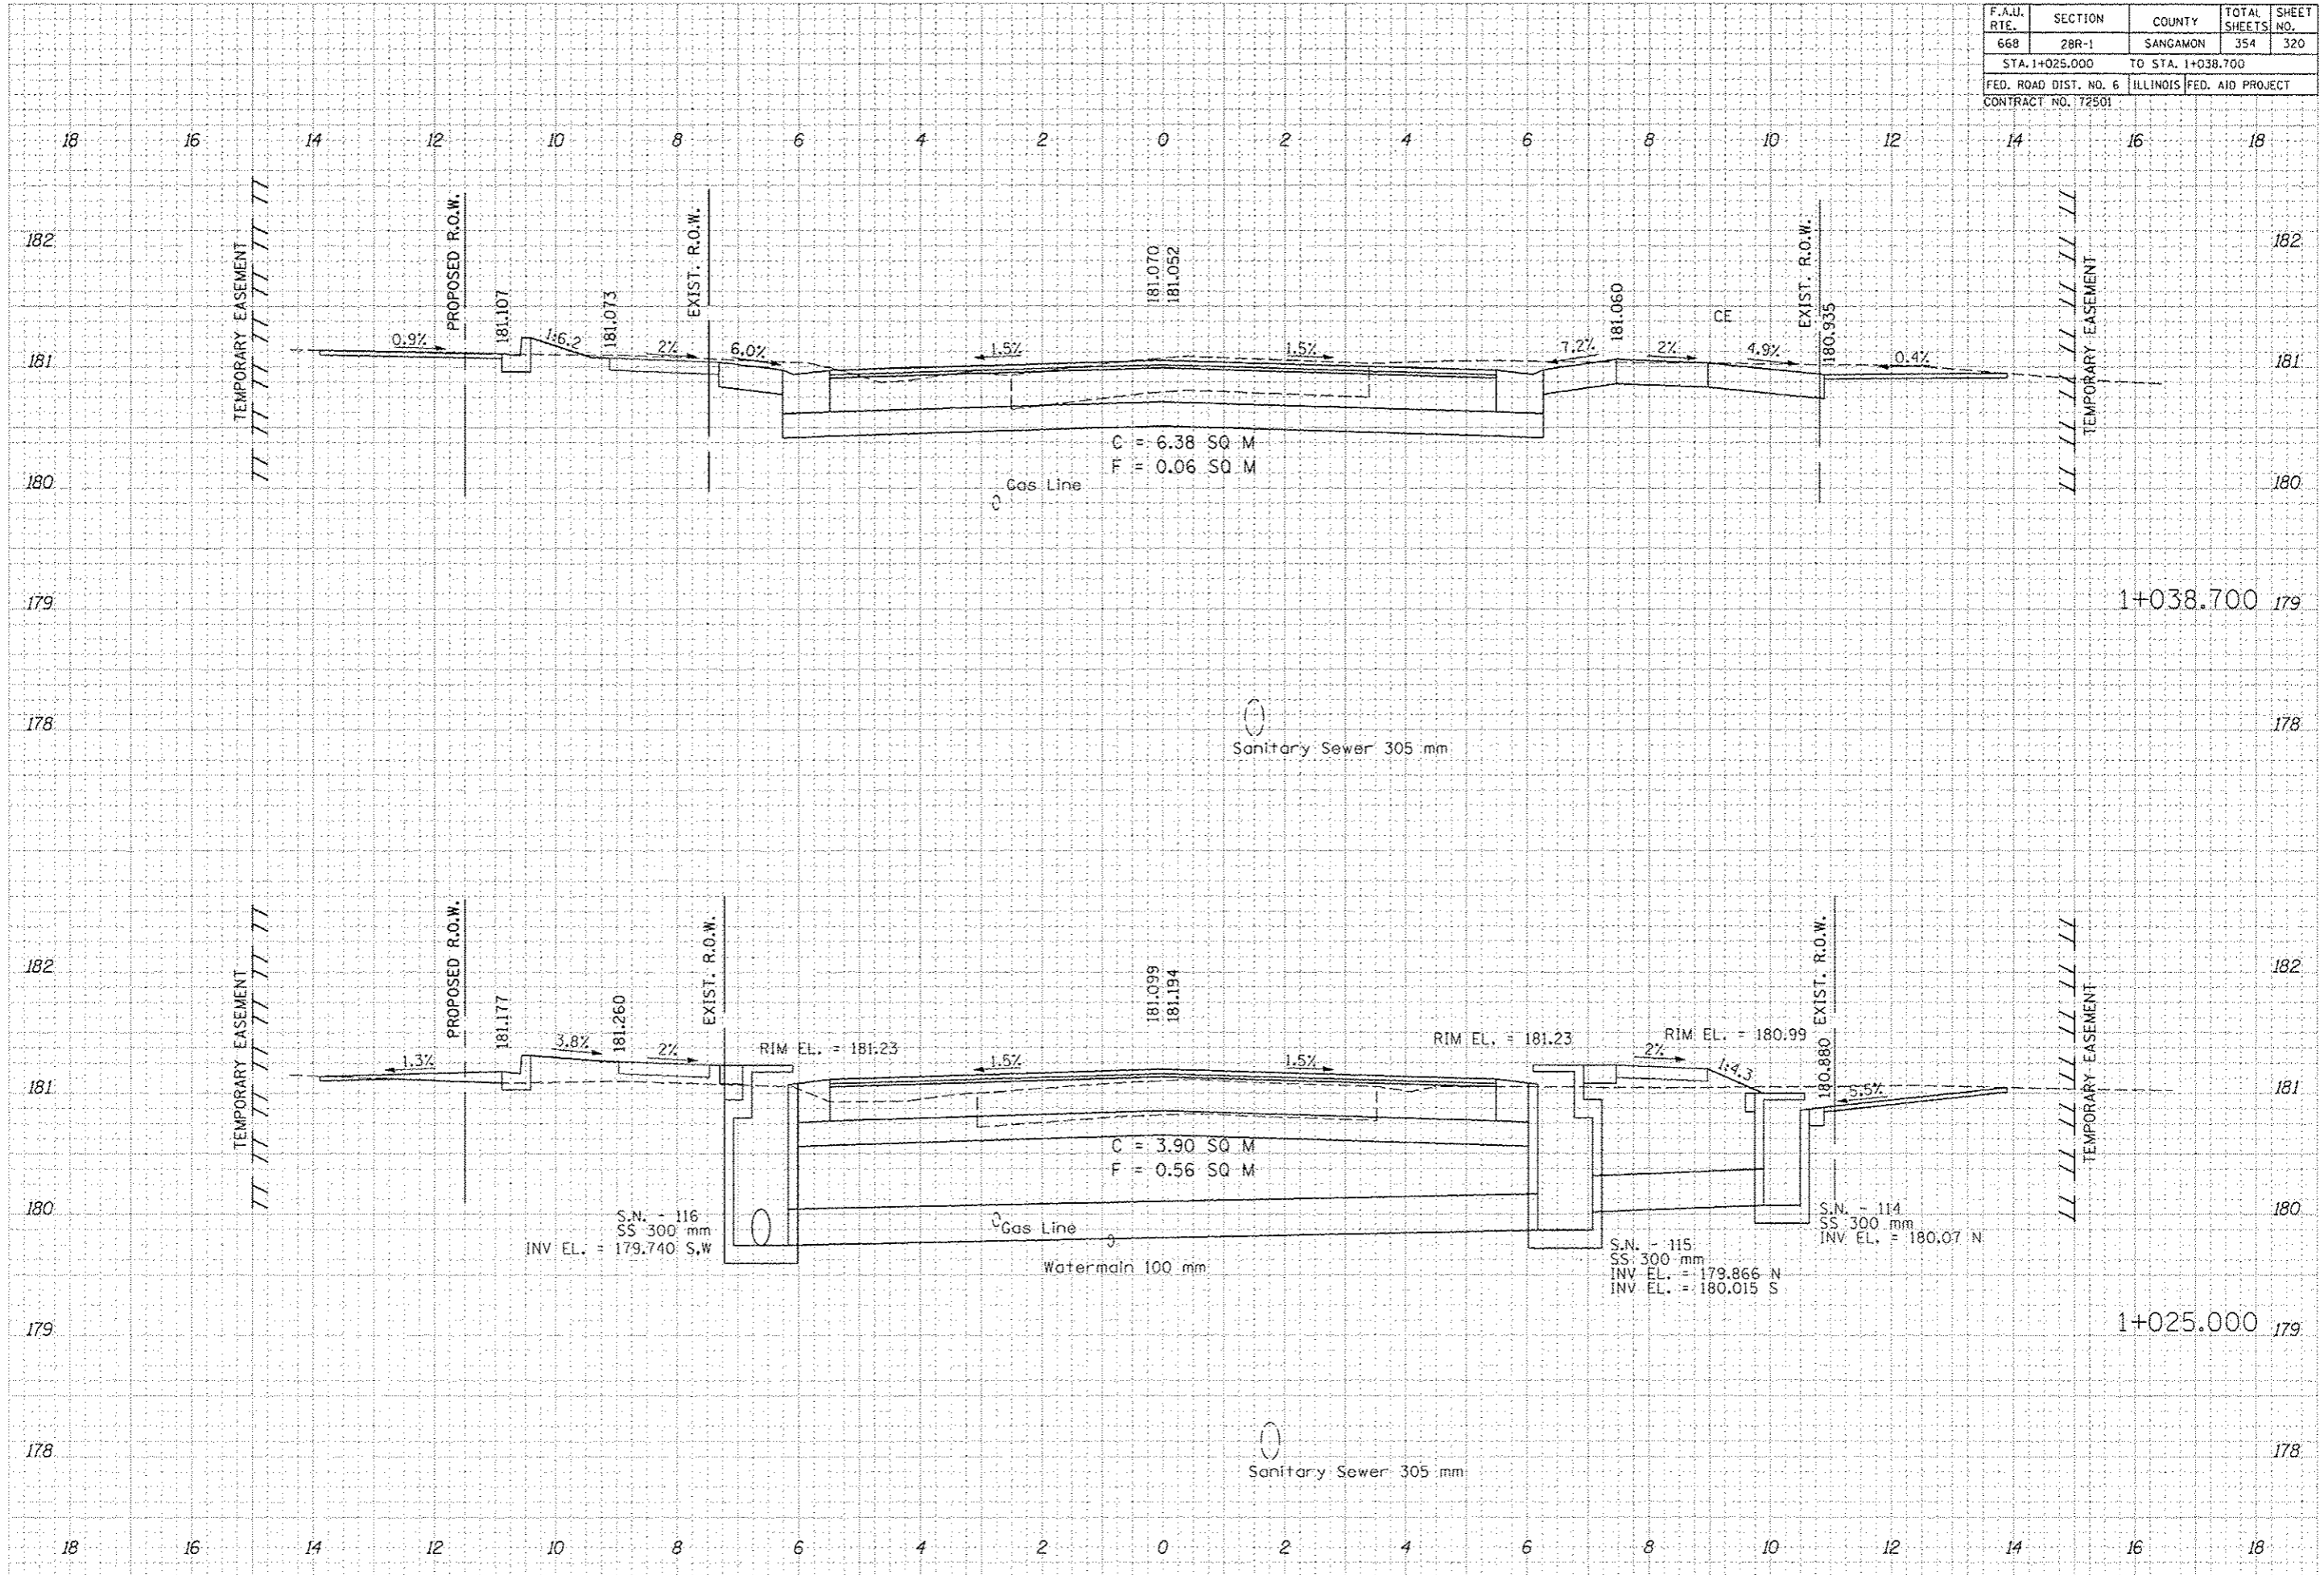 F.A.U. RTE. SECTION COUNTY TOTAL SHEETS SHEET NO.
668 28R-1 SANGAMON 354 320
STA. 1+025.000 TO STA. 1+038.700
FED. ROAD DIST. NO. 6 ILLINOIS FED. AID PROJECT
CONTRACT NO. 72501
18 16 14 12 10 8 6 4 2 0 2 4 6 8 10 12 14 16 18
TEMPORARY EASEMENT
PROPOSED R.O.W.
EXIST. R.O.W.
EXIST. R.O.W.
TEMPORARY EASEMENT
182 182
181.107
181.073
181.070
181.052
181.060
180.935
CE
0.9% 1:6.2 2% 6.0% 1.5% 1.5% 7.2% 2% 4.9% 0.4%
181 181
C = 6.38 SQ M
F = 0.06 SQ M
180 Gas Line 180
179 1+038.700 179
178 178
Sanitary Sewer 305 mm
TEMPORARY EASEMENT
PROPOSED R.O.W.
EXIST. R.O.W.
EXIST. R.O.W.
TEMPORARY EASEMENT
182 182
181.177
181.260
181.099
181.194
180.880
RIM EL. = 181.23
RIM EL. = 181.23
RIM EL. = 180.99
1.3% 3.8% 2% 1.5% 1.5% 2% 1:4.3 5.5%
181 181
C = 3.90 SQ M
F = 0.56 SQ M
180 180
S.N. - 116
SS 300 mm
INV EL. = 179.740 S,W
Gas Line
Watermain 100 mm
S.N. - 115
SS 300 mm
INV EL. = 179.866 N
INV EL. = 180.015 S
S.N. - 114
SS 300 mm
INV EL. = 180.07 N
179 1+025.000 179
178 178
Sanitary Sewer 305 mm
18 16 14 12 10 8 6 4 2 0 2 4 6 8 10 12 14 16 18